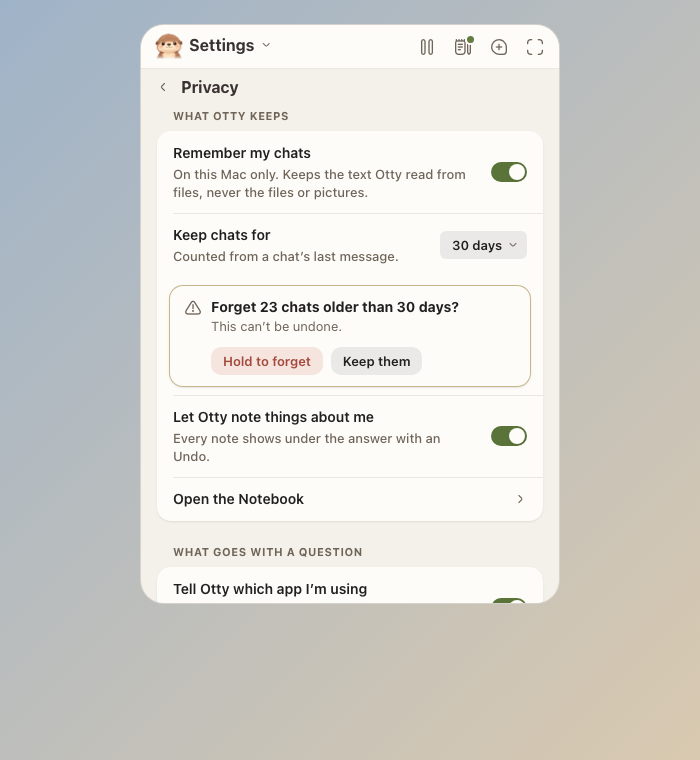 Settings
Privacy
WHAT OTTY KEEPS
Remember my chats
On this Mac only. Keeps the text Otty read from
files, never the files or pictures.
Keep chats for
30 days
Counted from a chat’s last message.
Forget 23 chats older than 30 days?
This can’t be undone.
Hold to forget
Keep them
Let Otty note things about me
Every note shows under the answer with an
Undo.
Open the Notebook
WHAT GOES WITH A QUESTION
Tell Otty which app I’m using